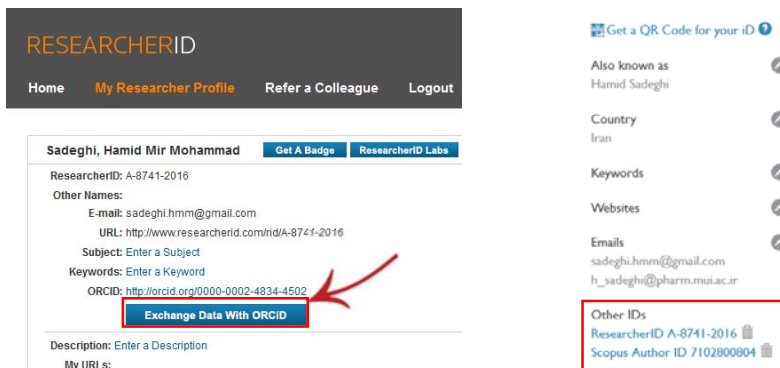 RESEARCHERID
Home My Researcher Profile Refer a Colleague Logout
Sadeghi, Hamid Mir Mohammad Get A Badge ResearcherID Labs
ResearcherID: A-8741-2016
Other Names:
E-mail: sadeghi.hmm@gmail.com
URL: http://www.researcherid.com/rid/A-8741-2016
Subject: Enter a Subject
Keywords: Enter a Keyword
ORCID: http://orcid.org/0000-0002-4834-4502
Exchange Data With ORCID
Description: Enter a Description
My URLs:
Get a QR Code for your iD ?
Also known as
Hamid Sadeghi
Country
Iran
Keywords
Websites
Emails
sadeghi.hmm@gmail.com
h_sadeghi@pharm.mui.ac.ir
Other IDs
ResearcherID A-8741-2016
Scopus Author ID 7102800804